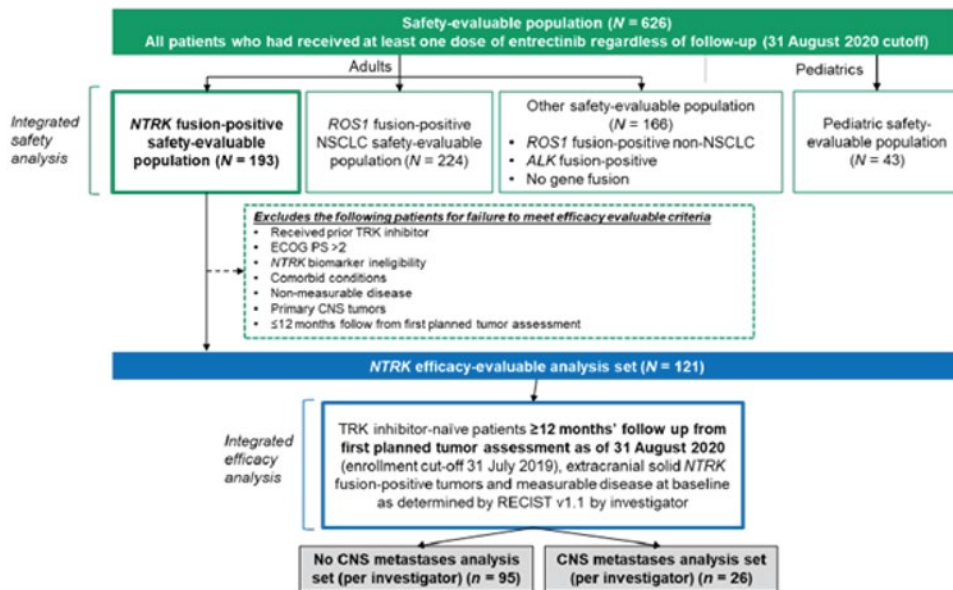 Safety-evaluable population (N = 626)
All patients who had received at least one dose of entrectinib regardless of follow-up (31 August 2020 cutoff)
Adults
Pediatrics
Integrated
safety
analysis
NTRK fusion-positive
safety-evaluable
population (N = 193)
ROS1 fusion-positive
NSCLC safety-evaluable
population (N = 224)
Other safety-evaluable population
(N = 166)
• ROS1 fusion-positive non-NSCLC
• ALK fusion-positive
• No gene fusion
Pediatric safety-
evaluable population
(N = 43)
Excludes the following patients for failure to meet efficacy evaluable criteria
• Received prior TRK inhibitor
• ECOG PS >2
• NTRK biomarker ineligibility
• Comorbid conditions
• Non-measurable disease
• Primary CNS tumors
• ≤12 months follow from first planned tumor assessment
NTRK efficacy-evaluable analysis set (N = 121)
Integrated
efficacy
analysis
TRK inhibitor-naïve patients ≥12 months' follow up from
first planned tumor assessment as of 31 August 2020
(enrollment cut-off 31 July 2019), extracranial solid NTRK
fusion-positive tumors and measurable disease at baseline
as determined by RECIST v1.1 by investigator
No CNS metastases analysis
set (per investigator) (n = 95)
CNS metastases analysis set
(per investigator) (n = 26)